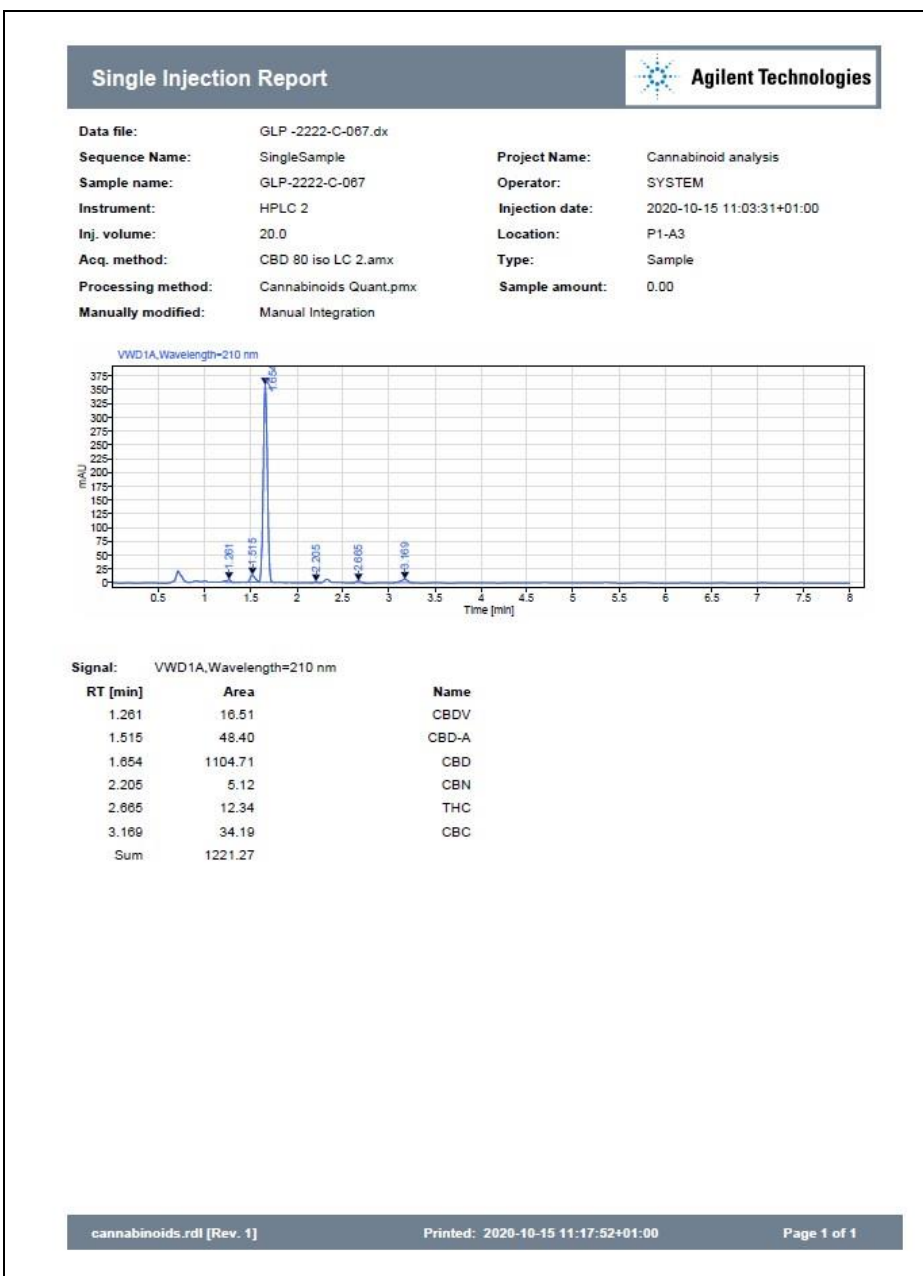 Single Injection Report
Agilent Technologies
Data file: GLP -2222-C-067.dx
Sequence Name: SingleSample Project Name: Cannabinoid analysis
Sample name: GLP-2222-C-067 Operator: SYSTEM
Instrument: HPLC 2 Injection date: 2020-10-15 11:03:31+01:00
Inj. volume: 20.0 Location: P1-A3
Acq. method: CBD 80 iso LC 2.amx Type: Sample
Processing method: Cannabinoids Quant.pmx Sample amount: 0.00
Manually modified: Manual Integration
VWD1A,Wavelength=210 nm
375
350
325
300
275
250
225
200
175
150
125
100
75
50
25
0
mAU
1.261
1.515
1.654
2.205
2.665
3.169
0.5 1 1.5 2 2.5 3 3.5 4 4.5 5 5.5 6 6.5 7 7.5 8
Time [min]
Signal: VWD1A,Wavelength=210 nm
RT [min] Area Name
1.261 16.51 CBDV
1.515 48.40 CBD-A
1.654 1104.71 CBD
2.205 5.12 CBN
2.665 12.34 THC
3.169 34.19 CBC
Sum 1221.27
cannabinoids.rdl [Rev. 1] Printed: 2020-10-15 11:17:52+01:00 Page 1 of 1